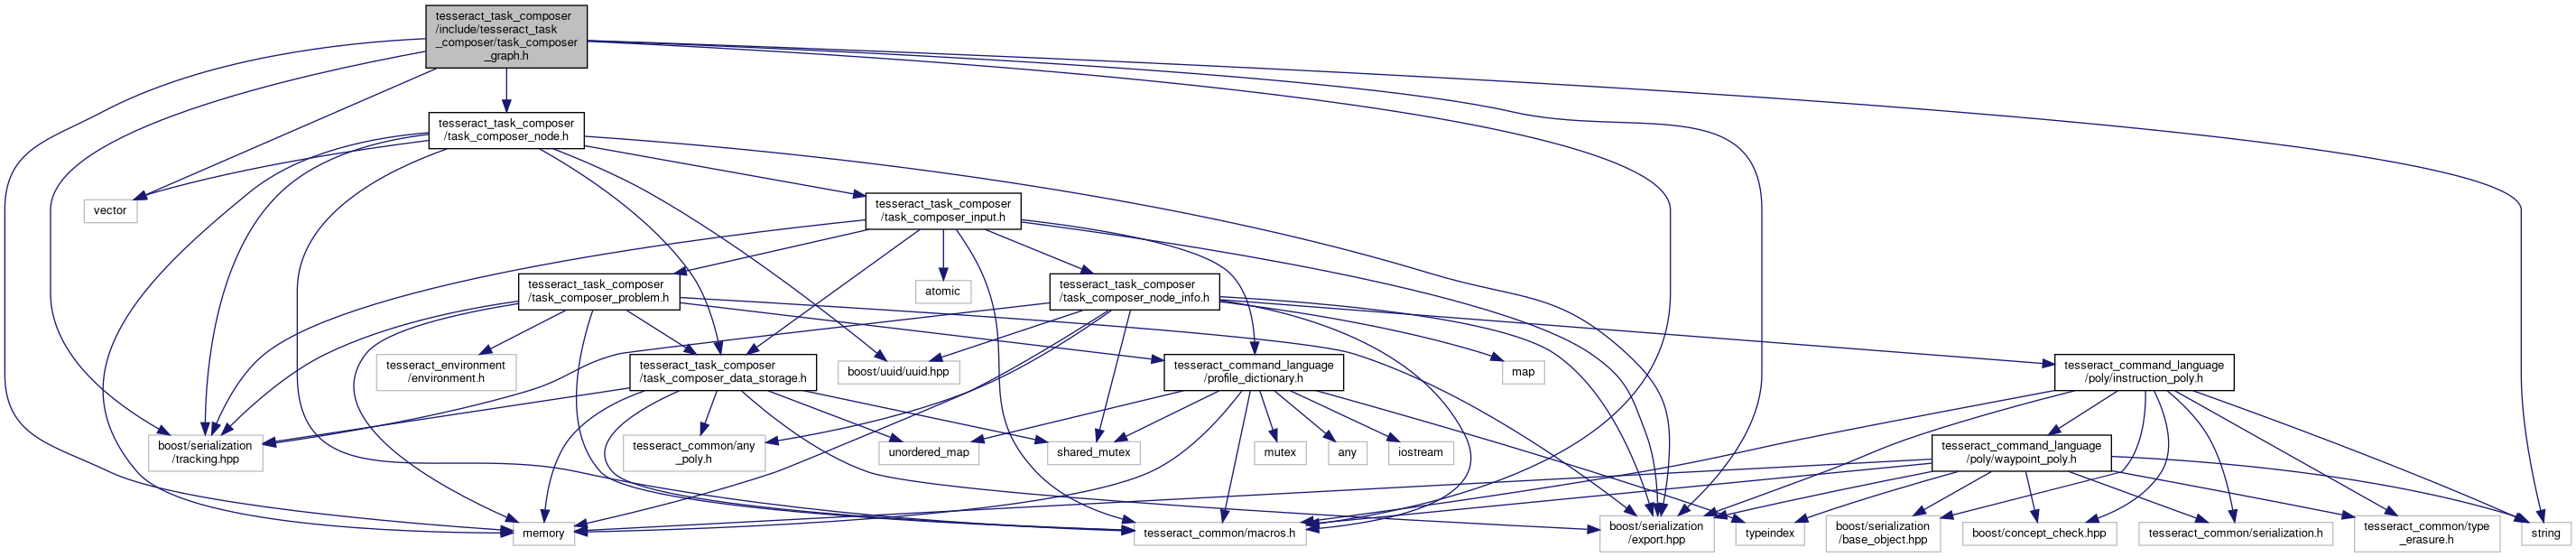 tesseract_task_composer
/include/tesseract_task
_composer/task_composer
_graph.h
tesseract_task_composer
/task_composer_node.h
vector
tesseract_task_composer
/task_composer_input.h
tesseract_task_composer
/task_composer_problem.h
atomic
tesseract_task_composer
/task_composer_node_info.h
tesseract_environment
/environment.h
tesseract_task_composer
/task_composer_data_storage.h
boost/uuid/uuid.hpp
tesseract_command_language
/profile_dictionary.h
map
tesseract_command_language
/poly/instruction_poly.h
boost/serialization
/tracking.hpp
tesseract_common/any
_poly.h
unordered_map
shared_mutex
mutex
any
iostream
tesseract_command_language
/poly/waypoint_poly.h
memory
tesseract_common/macros.h
boost/serialization
/export.hpp
typeindex
boost/serialization
/base_object.hpp
boost/concept_check.hpp
tesseract_common/serialization.h
tesseract_common/type
_erasure.h
string